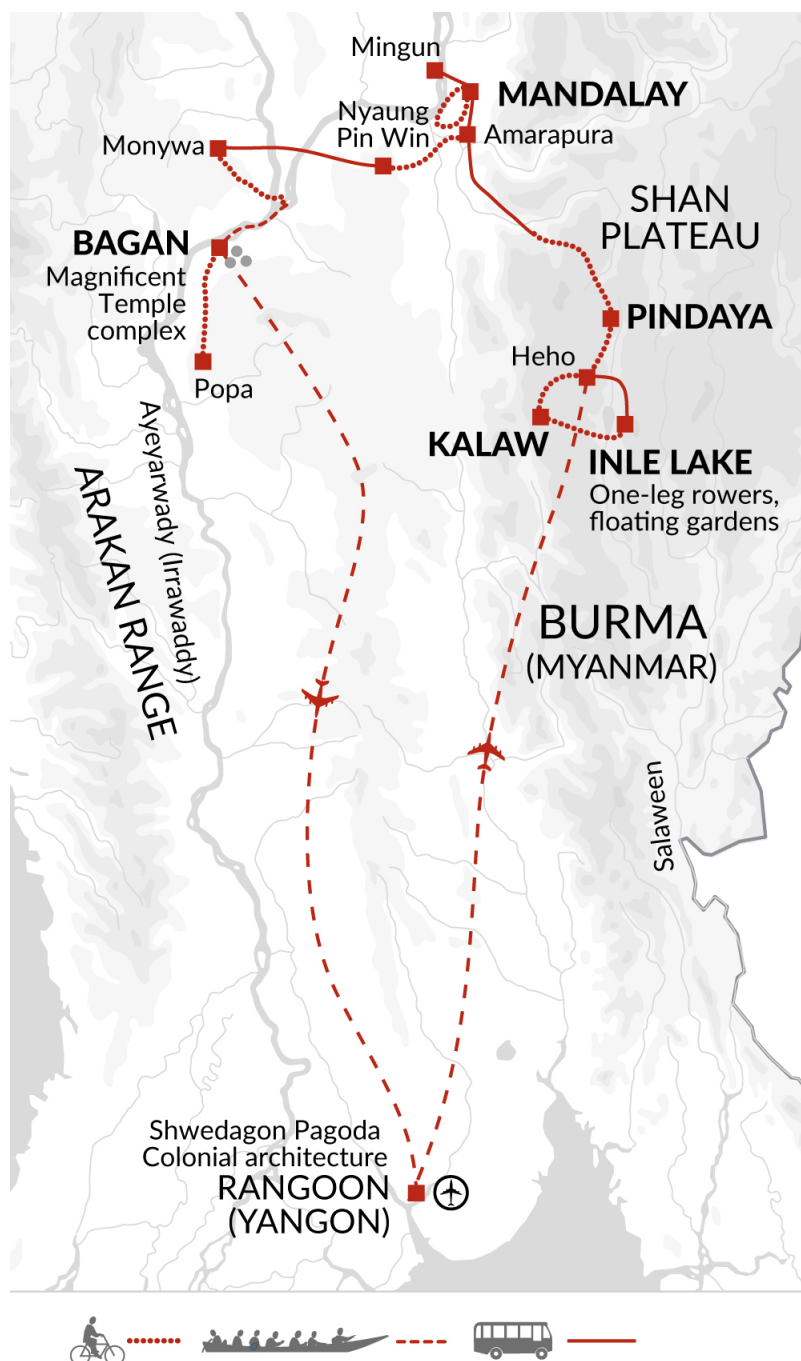 Mingun
MANDALAY
Nyaung
Pin Win
Amarapura
Monywa
SHAN
PLATEAU
BAGAN
Magnificent
Temple
complex
PINDAYA
Heho
Popa
KALAW
INLE LAKE
One-leg rowers,
floating gardens
Ayeyarwady (Irrawaddy)
ARAKAN RANGE
BURMA
(MYANMAR)
Salaween
Shwedagon Pagoda
Colonial architecture
RANGOON
(YANGON)